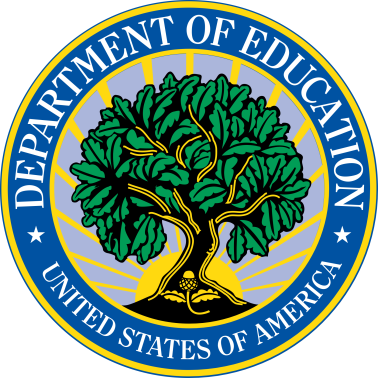 DEPARTMENT OF EDUCATION
UNITED STATES OF AMERICA